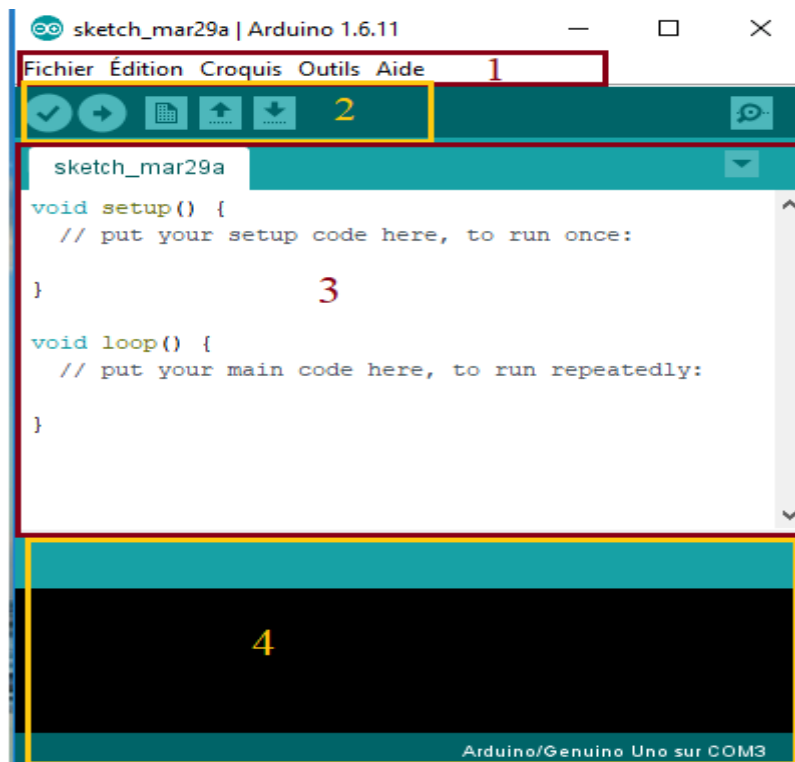 sketch_mar29a | Arduino 1.6.11
Fichier Édition Croquis Outils Aide 1
2
sketch_mar29a
void setup() {
// put your setup code here, to run once:
}
3
void loop() {
// put your main code here, to run repeatedly:
}
4
Arduino/Genuino Uno sur COM3